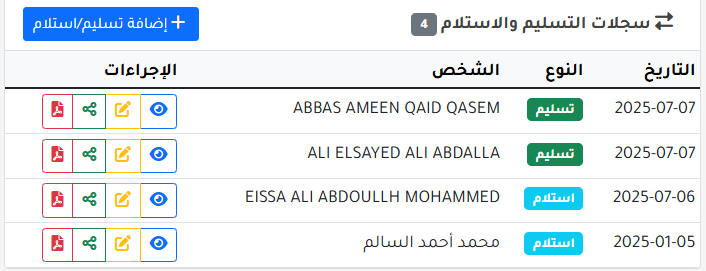 سجلات التسليم والاستلام 4 إضافة تسليم/استلام
التاريخ النوع الشخص الإجراءات
2025-07-07 تسليم ABBAS AMEEN QAID QASEM
2025-07-07 تسليم ALI ELSAYED ALI ABDALLA
2025-07-06 استلام EISSA ALI ABDOULLH MOHAMMED
2025-01-05 استلام محمد أحمد السالم